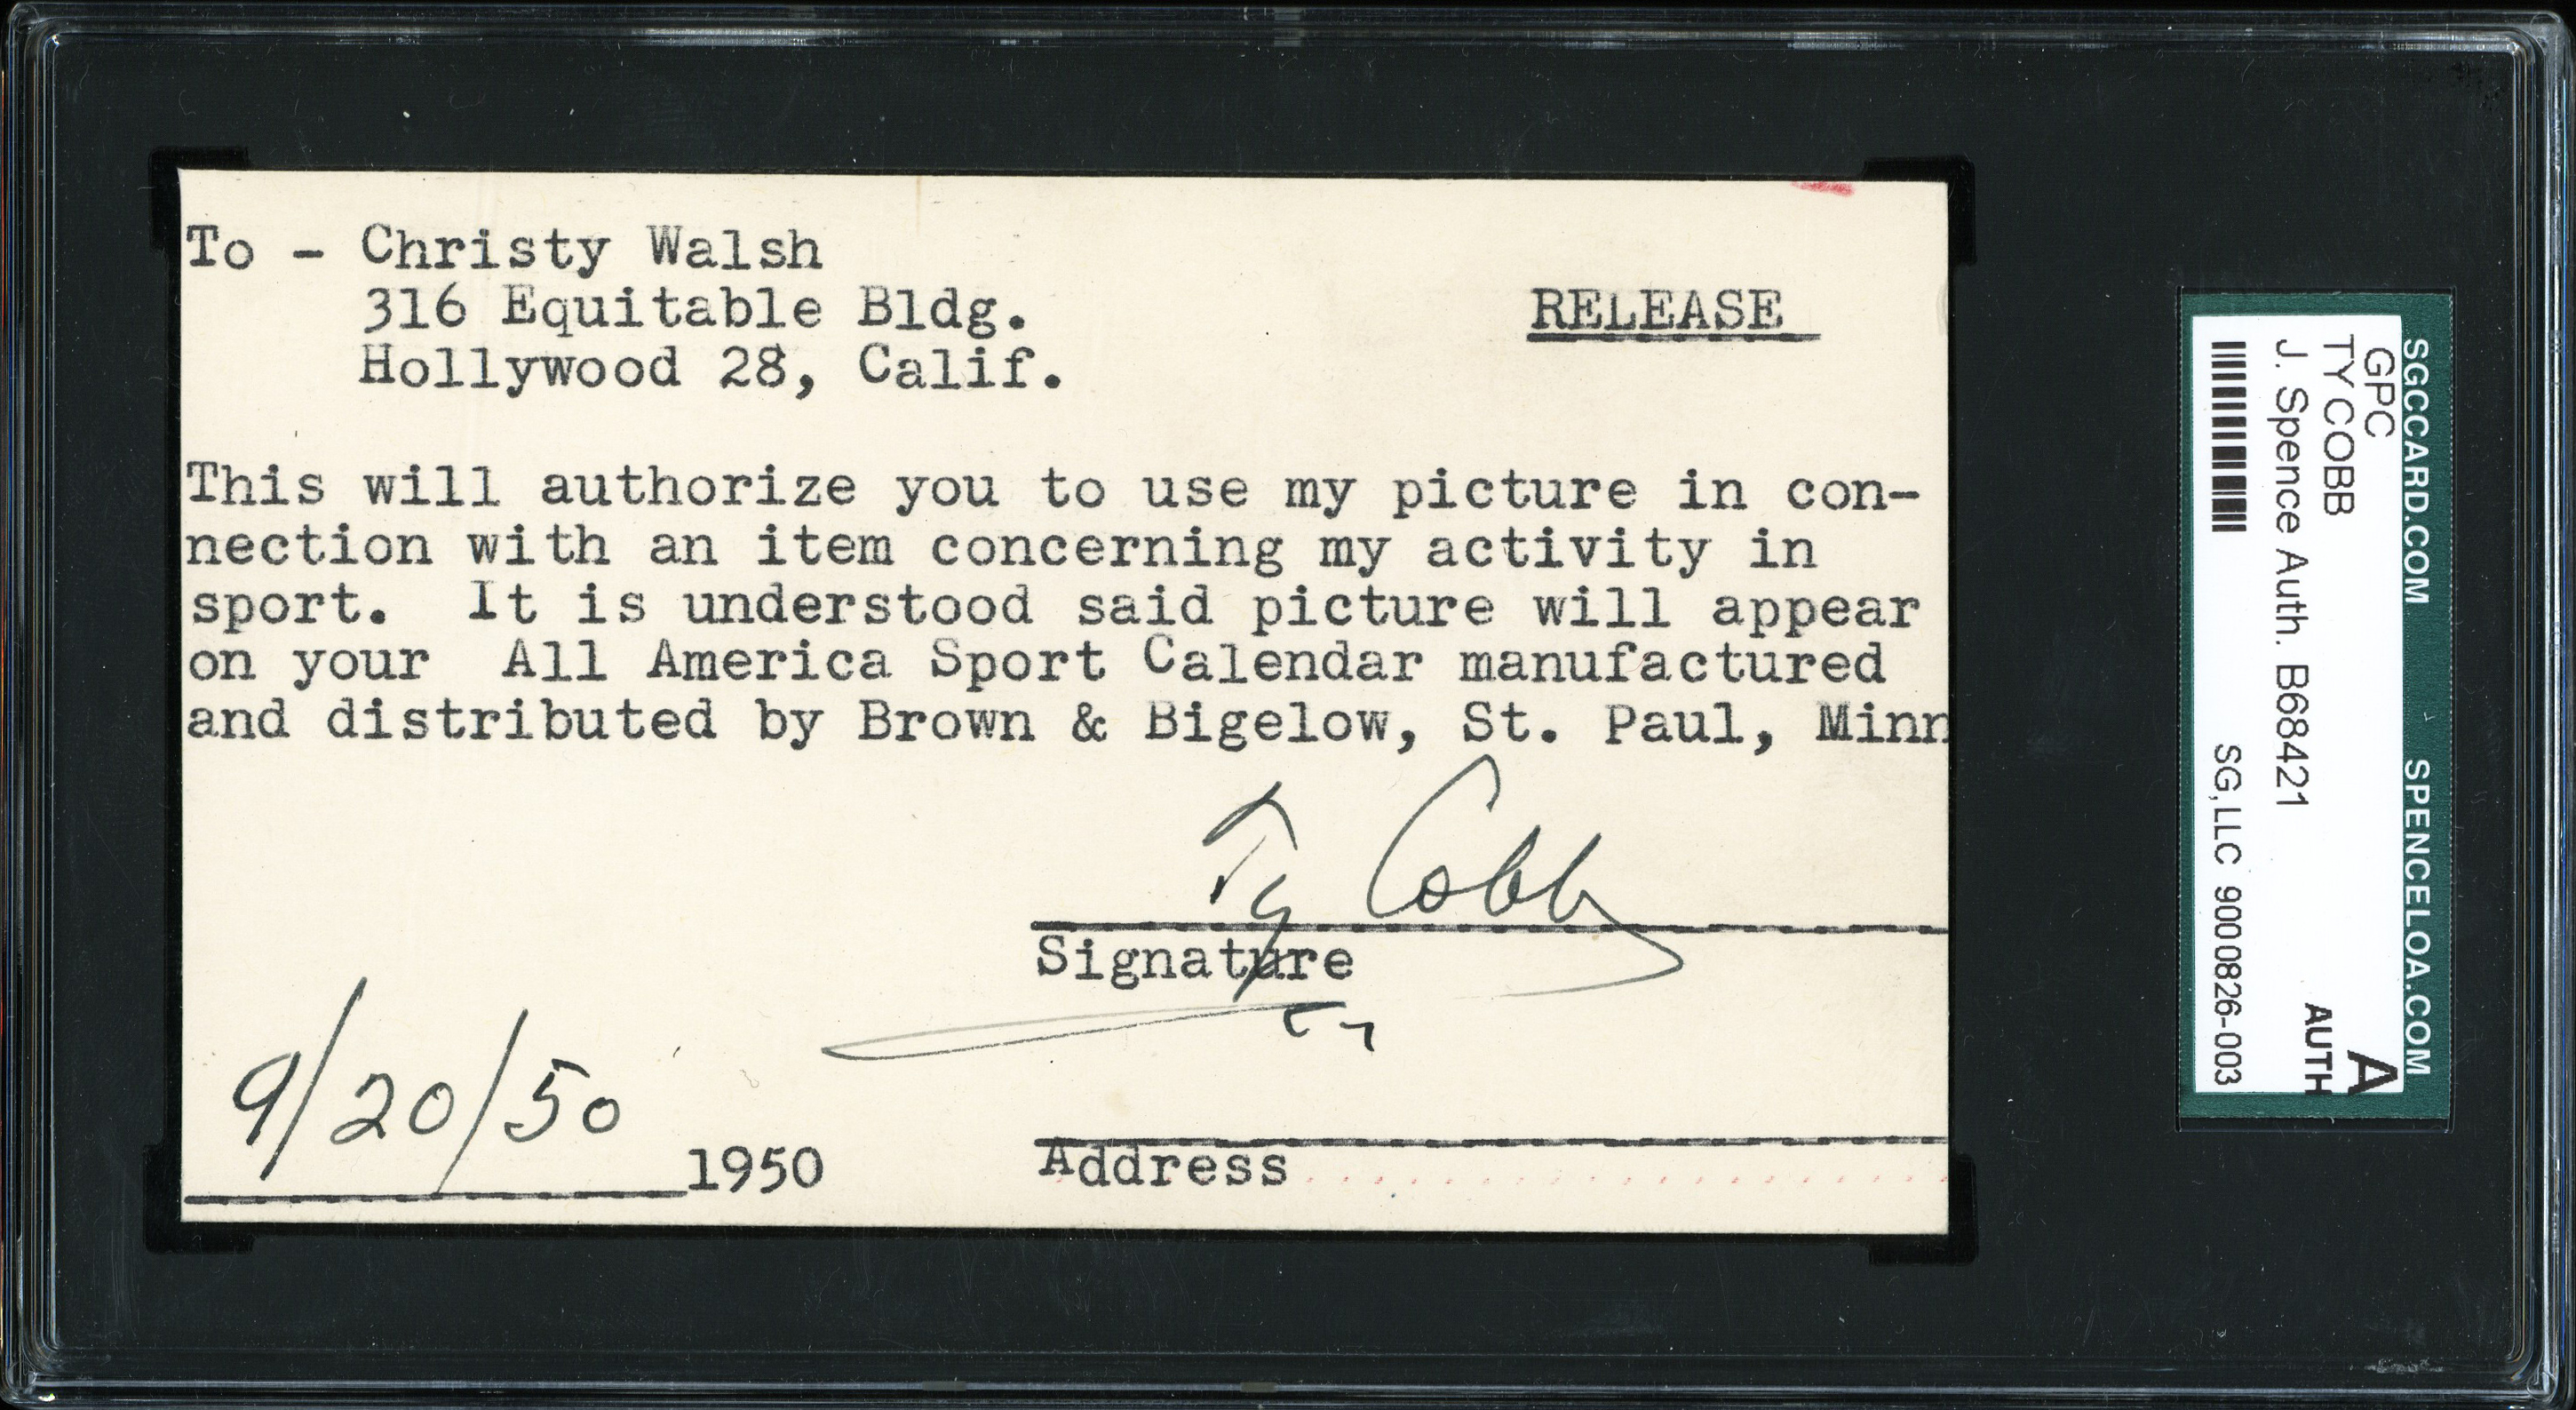 To - Christy Walsh
316 Equitable Bldg.
Hollywood 28, Calif.
RELEASE
This will authorize you to use my picture in con-
nection with an item concerning my activity in
sport. It is understood said picture will appear
on your All America Sport Calendar manufactured
and distributed by Brown & Bigelow, St. Paul, Minn
Ty Cobb
Signature
9/20/50
1950
Address
SGCCARD.COM SPENCELOA.COM
GPC
TY COBB
J. Spence Auth. B68421
A
AUTH
SG,LLC 9000826-003